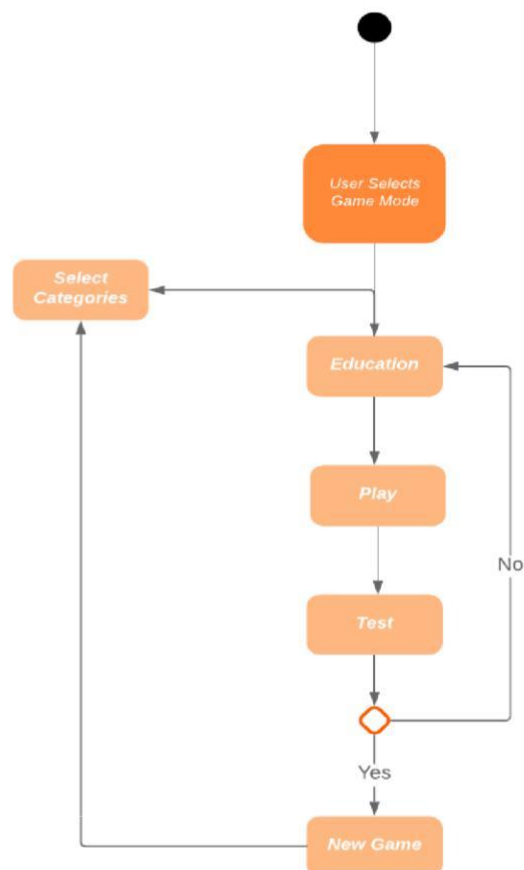 User Selects
Game Mode
Select
Categories
Education
Play
No
Test
Yes
New Game